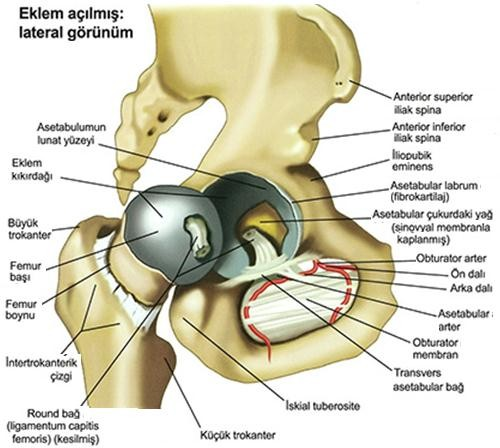 Eklem açılmış:
lateral görünüm
Asetabulumun
lunat yüzeyi
Eklem
kıkırdağı
Büyük
trokanter
Femur
başı
Femur
boynu
İntertrokanterik
çizgi
Round bağ
(ligamentum capitis
femoris) (kesilmiş)
Küçük trokanter
İskial tuberosite
Anterior superior
iliak spina
Anterior inferior
iliak spina
İliopubik
eminens
Asetabular labrum
(fibrokartilaj)
Asetabular çukurdaki yağ
(sinovyal membranla
kaplanmış)
Obturator arter
Ön dalı
Arka dalı
Asetabular
arter
Obturator
membran
Transvers
asetabular bağ